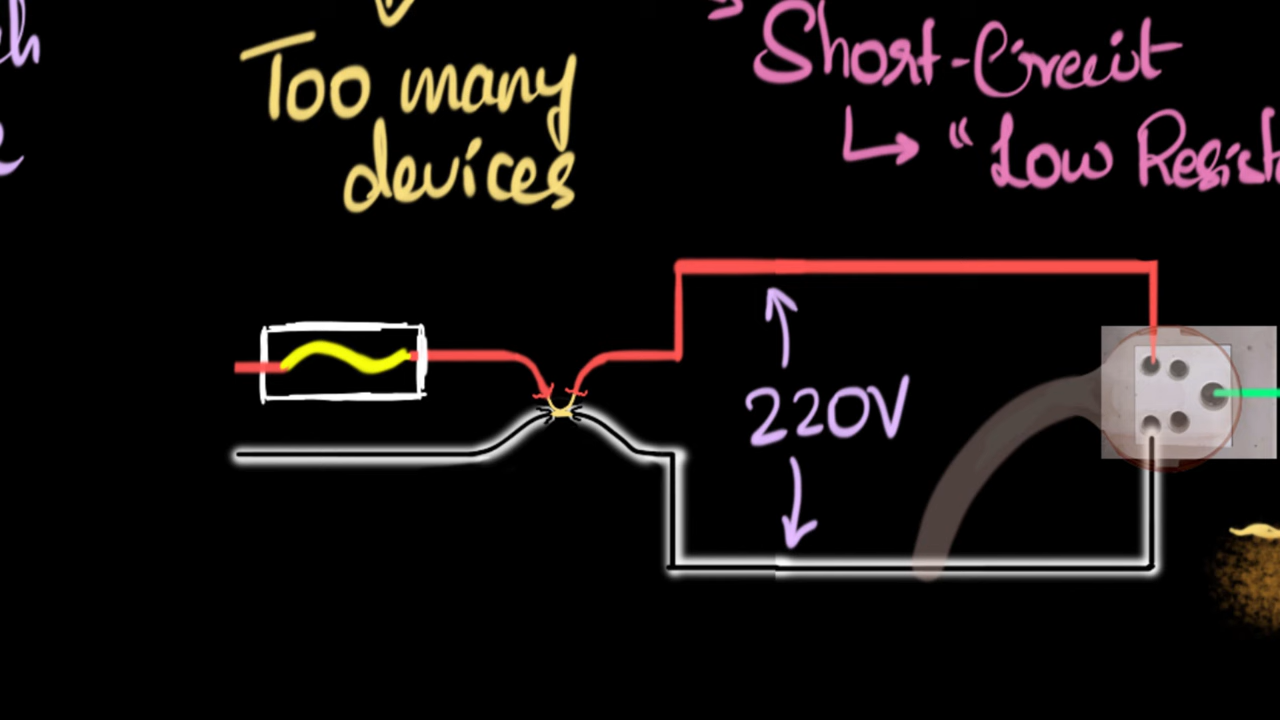 Too many
devices
Short-Circuit
"Low
220V